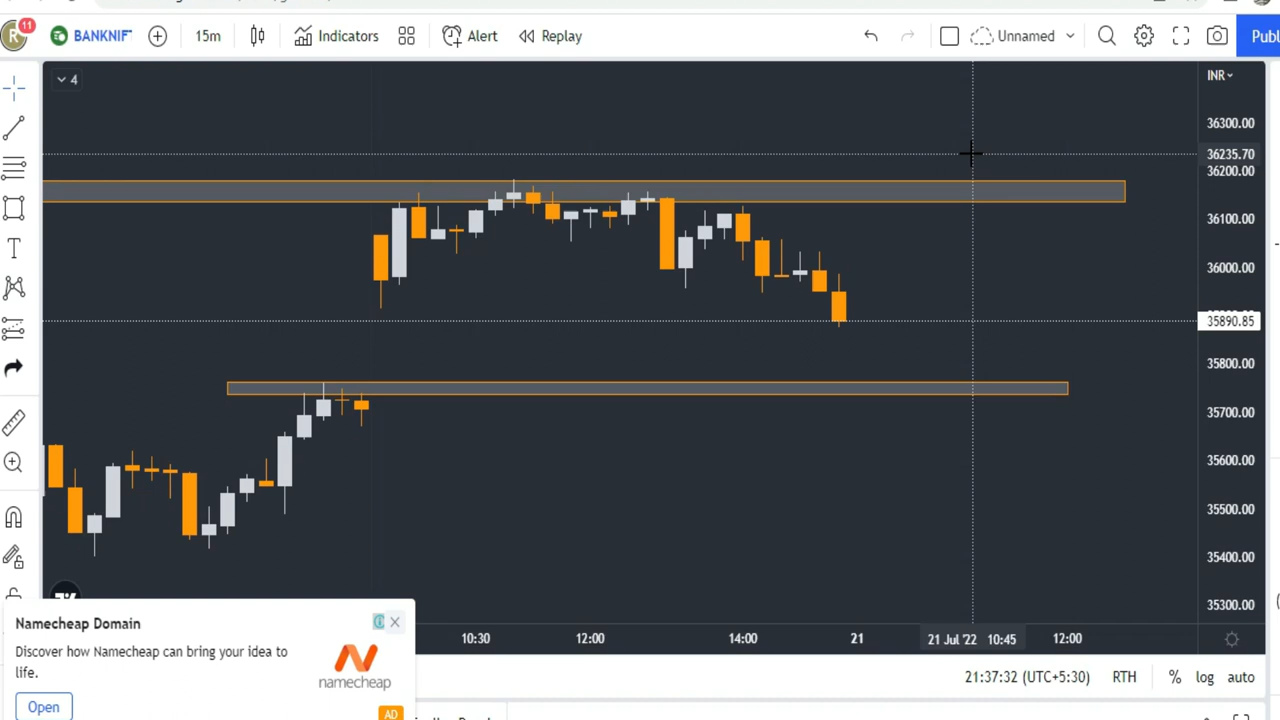 R 11 BANKNIF 15m Indicators Alert Replay Unnamed Publ
4 INR
36300.00
36235.70
36200.00
36100.00
36000.00
35890.85
35800.00
35700.00
35600.00
35500.00
35400.00
35300.00
10:30 12:00 14:00 21 21 Jul '22 10:45 12:00
21:37:32 (UTC+5:30) RTH % log auto
Namecheap Domain
Discover how Namecheap can bring your idea to
life.
namecheap
Open
AD